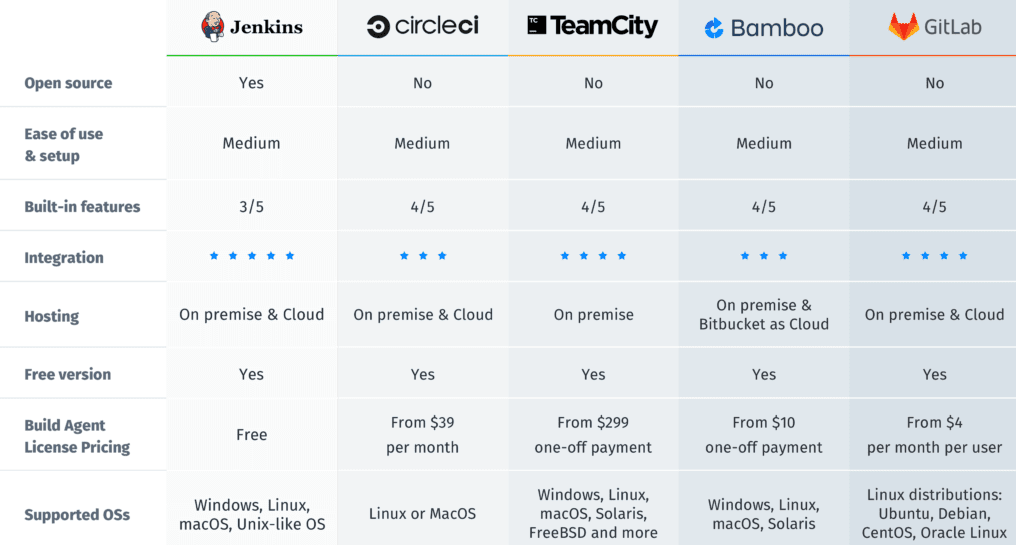 Jenkins circleci TC TeamCity Bamboo GitLab
Open source Yes No No No No
Ease of use
& setup
Medium Medium Medium Medium Medium
Built-in features 3/5 4/5 4/5 4/5 4/5
Integration
Hosting
On premise & Cloud
On premise & Cloud
On premise
On premise &
Bitbucket as Cloud
On premise & Cloud
Free version Yes Yes Yes Yes Yes
Build Agent
License Pricing
Free
From $39
per month
From $299
one-off payment
From $10
one-off payment
From $4
per month per user
Supported OSs
Windows, Linux,
macOS, Unix-like OS
Linux or MacOS
Windows, Linux,
macOS, Solaris,
FreeBSD and more
Windows, Linux,
macOS, Solaris
Linux distributions:
Ubuntu, Debian,
CentOS, Oracle Linux